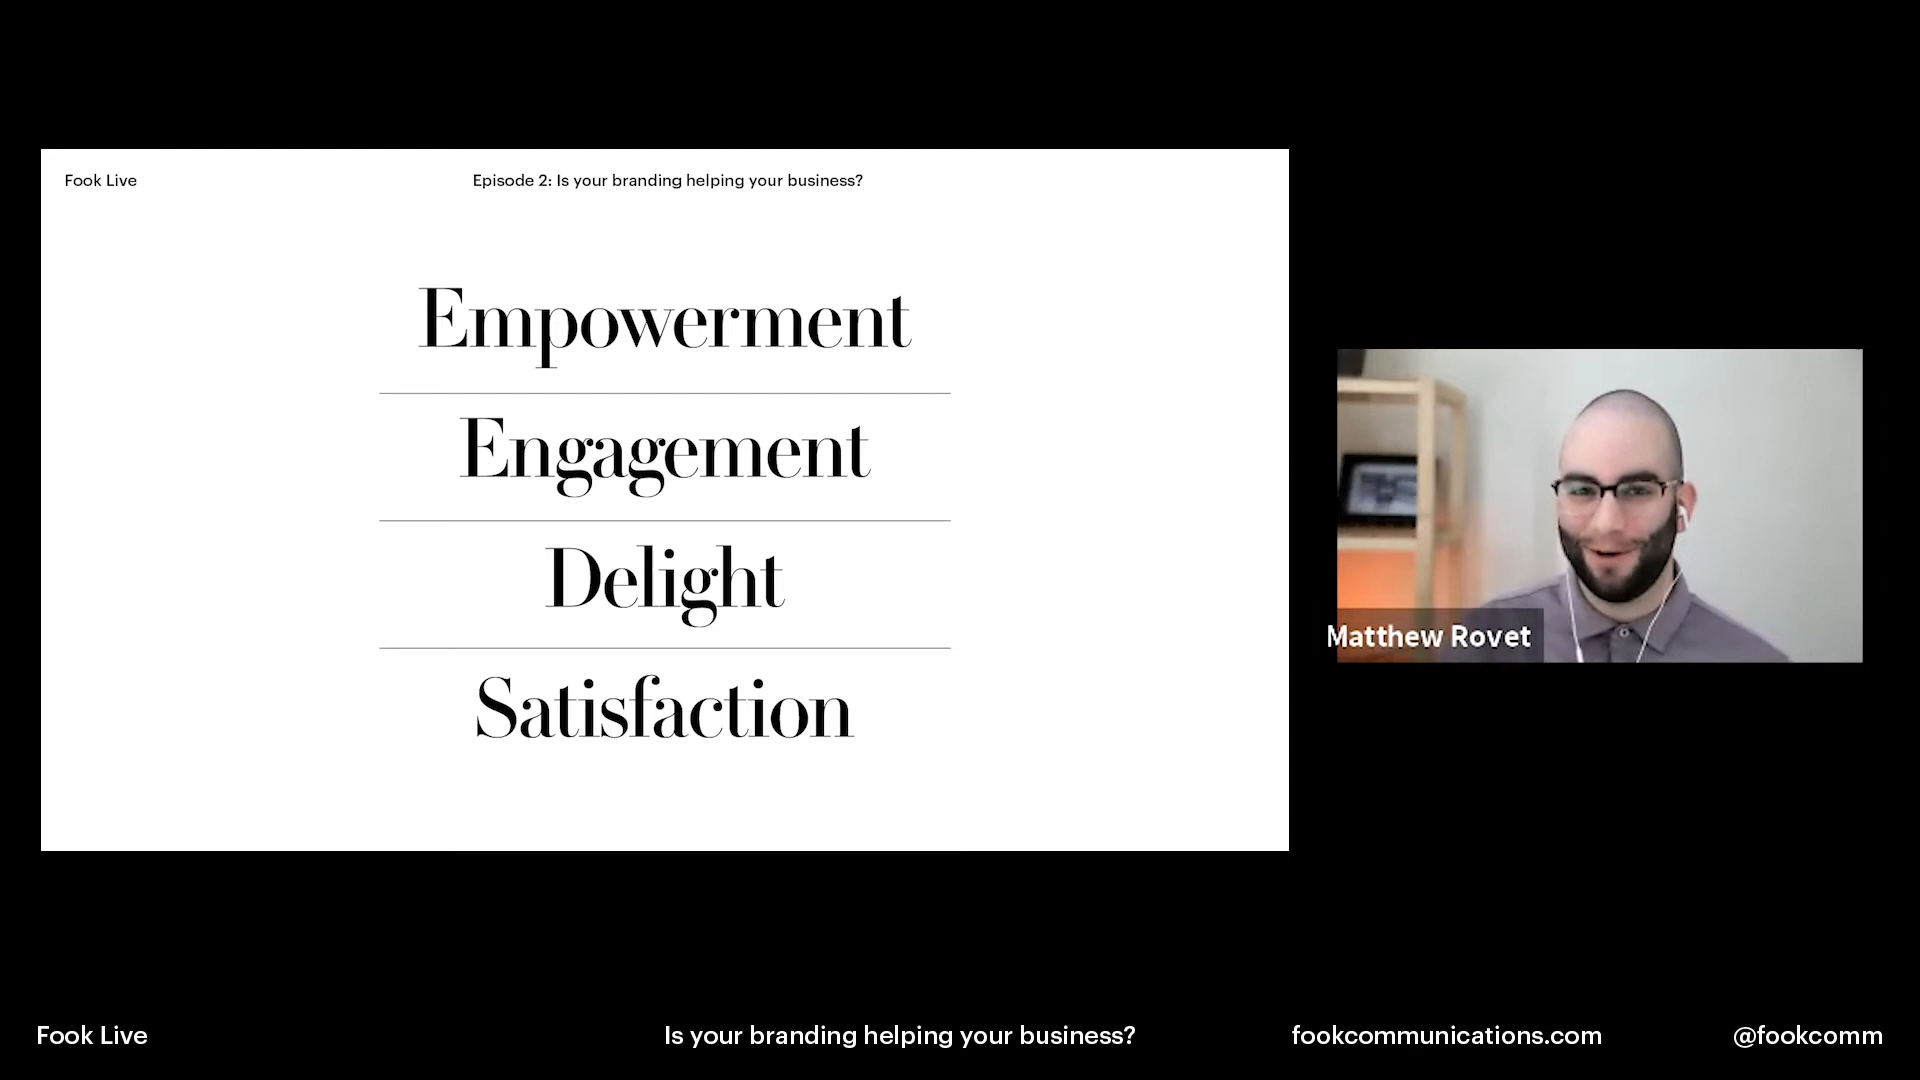 Fook Live
Episode 2: Is your branding helping your business?
Empowerment
Engagement
Delight
Satisfaction
Matthew Rovet
Fook Live
Is your branding helping your business?
fookcommunications.com
@fookcomm